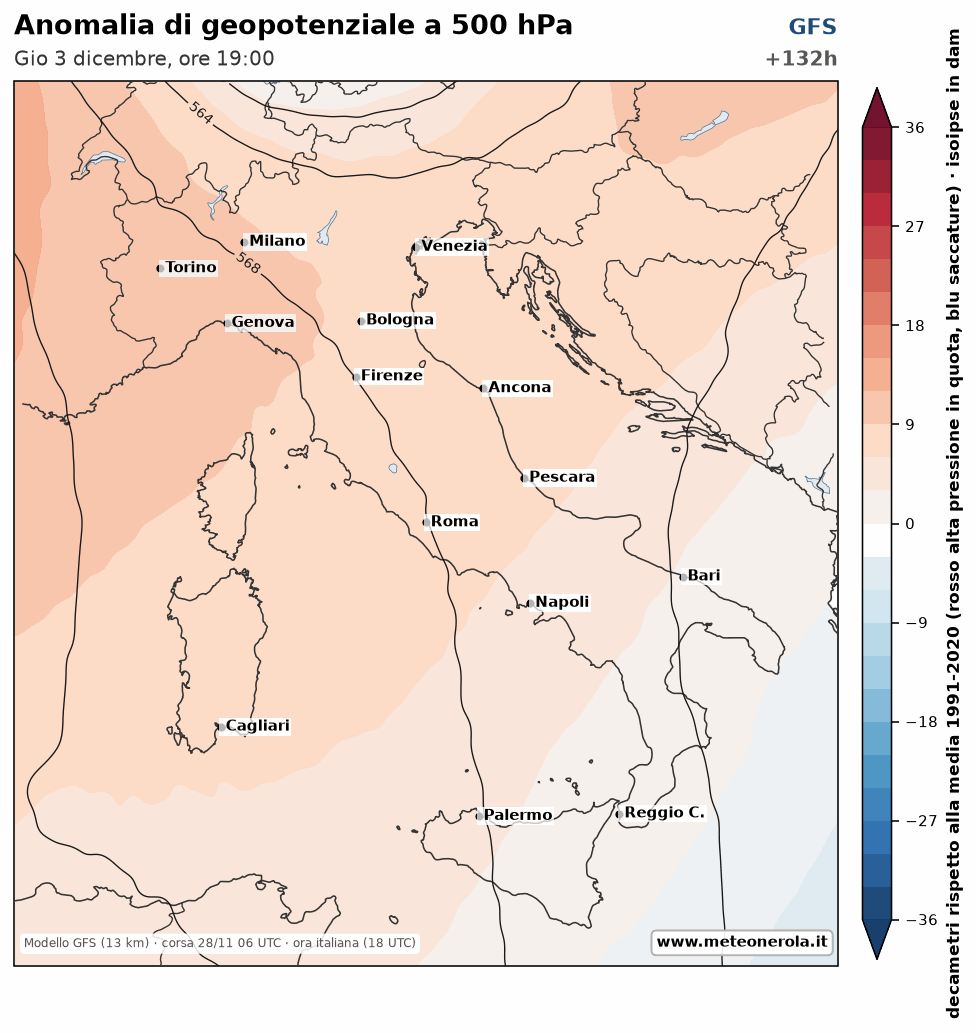 Anomalia di geopotenziale a 500 hPa
GFS
Gio 3 dicembre, ore 19:00
+132h
564
568
Milano
Venezia
Torino
Genova
Bologna
Firenze
Ancona
Pescara
Roma
Bari
Napoli
Cagliari
Palermo
Reggio C.
Modello GFS (13 km) · corsa 28/11 06 UTC · ora italiana (18 UTC)
www.meteonerola.it
36
27
18
9
0
−9
−18
−27
−36
decametri rispetto alla media 1991-2020 (rosso alta pressione in quota, blu saccature) · isoipse in dam